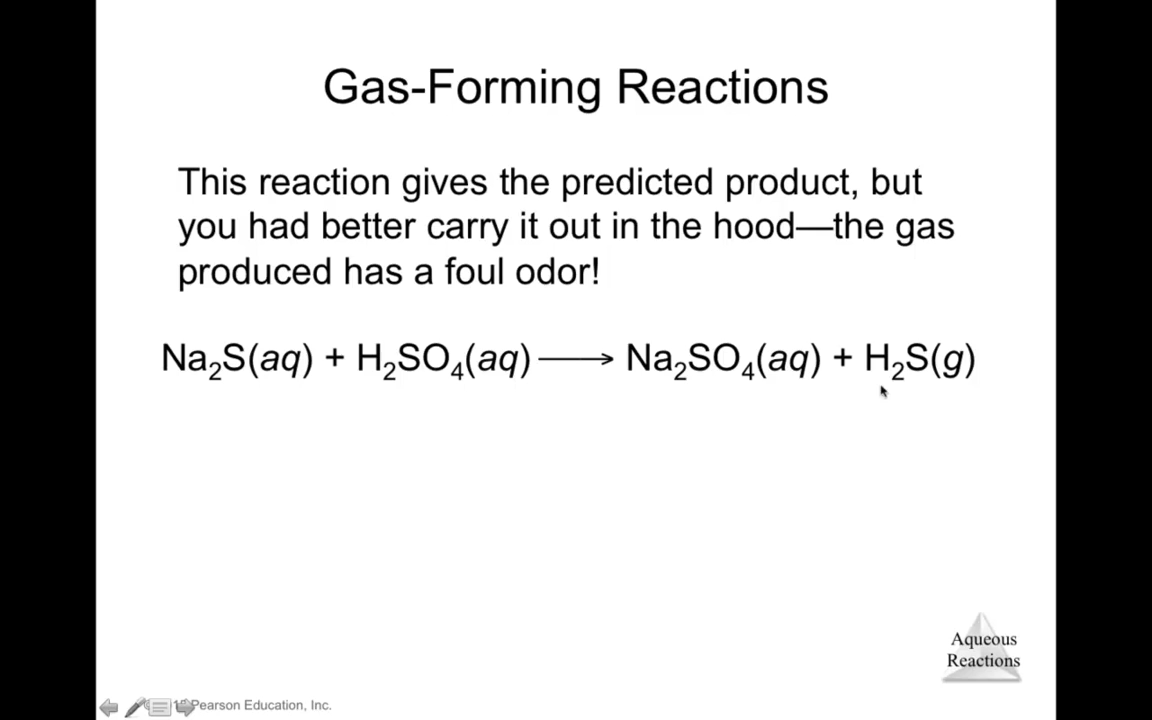 Gas-Forming Reactions
This reaction gives the predicted product, but
you had better carry it out in the hood—the gas
produced has a foul odor!
Na₂S(aq) + H₂SO₄(aq) ⟶ Na₂SO₄(aq) + H₂S(g)
Aqueous
Reactions
Pearson Education, Inc.